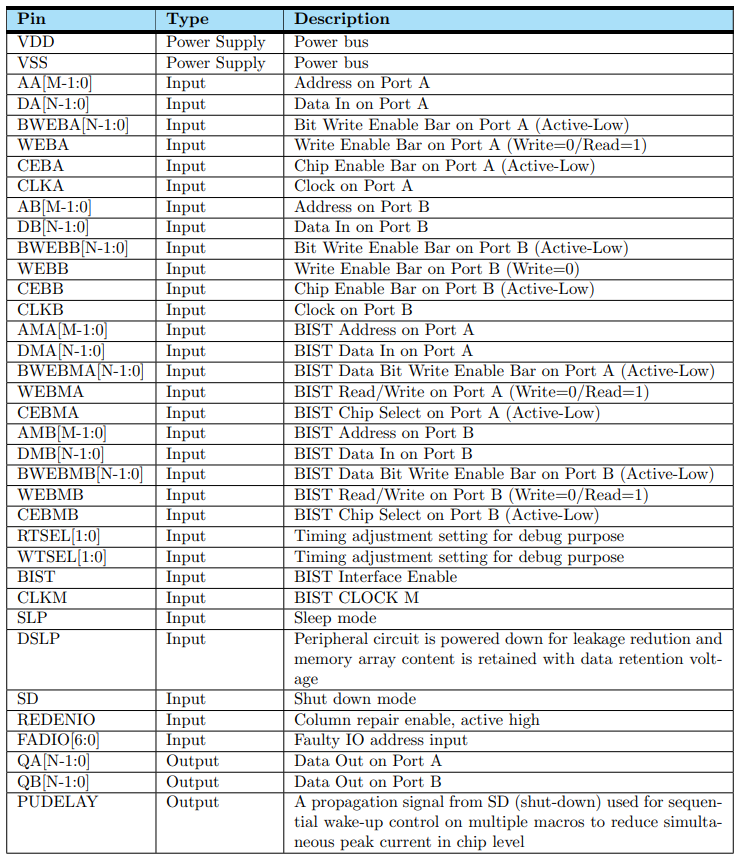 Pin Type Description
VDD Power Supply Power bus
VSS Power Supply Power bus
AA[M-1:0] Input Address on Port A
DA[N-1:0] Input Data In on Port A
BWEBA[N-1:0] Input Bit Write Enable Bar on Port A (Active-Low)
WEBA Input Write Enable Bar on Port A (Write=0/Read=1)
CEBA Input Chip Enable Bar on Port A (Active-Low)
CLKA Input Clock on Port A
AB[M-1:0] Input Address on Port B
DB[N-1:0] Input Data In on Port B
BWEBB[N-1:0] Input Bit Write Enable Bar on Port B (Active-Low)
WEBB Input Write Enable Bar on Port B (Write=0)
CEBB Input Chip Enable Bar on Port B (Active-Low)
CLKB Input Clock on Port B
AMA[M-1:0] Input BIST Address on Port A
DMA[N-1:0] Input BIST Data In on Port A
BWEBMA[N-1:0] Input BIST Data Bit Write Enable Bar on Port A (Active-Low)
WEBMA Input BIST Read/Write on Port A (Write=0/Read=1)
CEBMA Input BIST Chip Select on Port A (Active-Low)
AMB[M-1:0] Input BIST Address on Port B
DMB[N-1:0] Input BIST Data In on Port B
BWEBMB[N-1:0] Input BIST Data Bit Write Enable Bar on Port B (Active-Low)
WEBMB Input BIST Read/Write on Port B (Write=0/Read=1)
CEBMB Input BIST Chip Select on Port B (Active-Low)
RTSEL[1:0] Input Timing adjustment setting for debug purpose
WTSEL[1:0] Input Timing adjustment setting for debug purpose
BIST Input BIST Interface Enable
CLKM Input BIST CLOCK M
SLP Input Sleep mode
DSLP Input Peripheral circuit is powered down for leakage redution and
memory array content is retained with data retention volt-
age
SD Input Shut down mode
REDENIO Input Column repair enable, active high
FADIO[6:0] Input Faulty IO address input
QA[N-1:0] Output Data Out on Port A
QB[N-1:0] Output Data Out on Port B
PUDELAY Output A propagation signal from SD (shut-down) used for sequen-
tial wake-up control on multiple macros to reduce simulta-
neous peak current in chip level